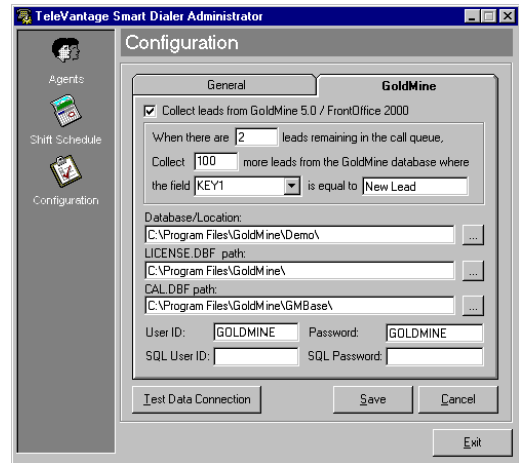 TeleVantage Smart Dialer Administrator
Agents
Shift Schedule
Configuration
Configuration
General
GoldMine
Collect leads from GoldMine 5.0 / FrontOffice 2000
When there are 2 leads remaining in the call queue,
Collect 100 more leads from the GoldMine database where
the field KEY1 is equal to New Lead
Database/Location:
C:\Program Files\GoldMine\Demo\
...
LICENSE.DBF path:
C:\Program Files\GoldMine\
...
CAL.DBF path:
C:\Program Files\GoldMine\GMBase\
...
User ID: GOLDMINE Password: GOLDMINE
SQL User ID: SQL Password:
Test Data Connection Save Cancel
Exit